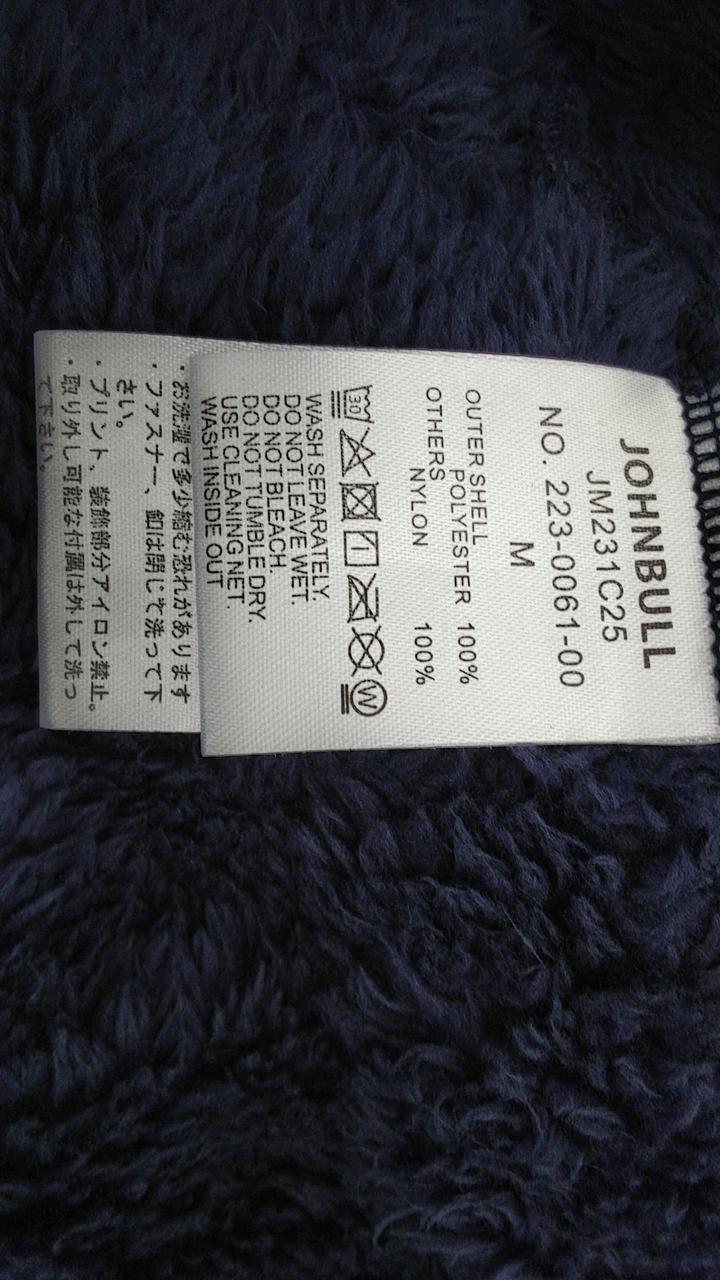 JOHNBULL
JM231C25
NO. 223-0061-00
M
OUTER SHELL
POLYESTER 100%
OTHERS
NYLON 100%
30
W
WASH SEPARATELY.
DO NOT LEAVE WET.
DO NOT BLEACH.
DO NOT TUMBLE DRY.
USE CLEANING NET.
WASH INSIDE OUT
・お洗濯で多少縮む恐れがあります
・ファスナー、釦は閉じて洗って下
さい。
・プリント、装飾部分アイロン禁止。
・取り外し可能な付属は外して洗っ
て下さい。